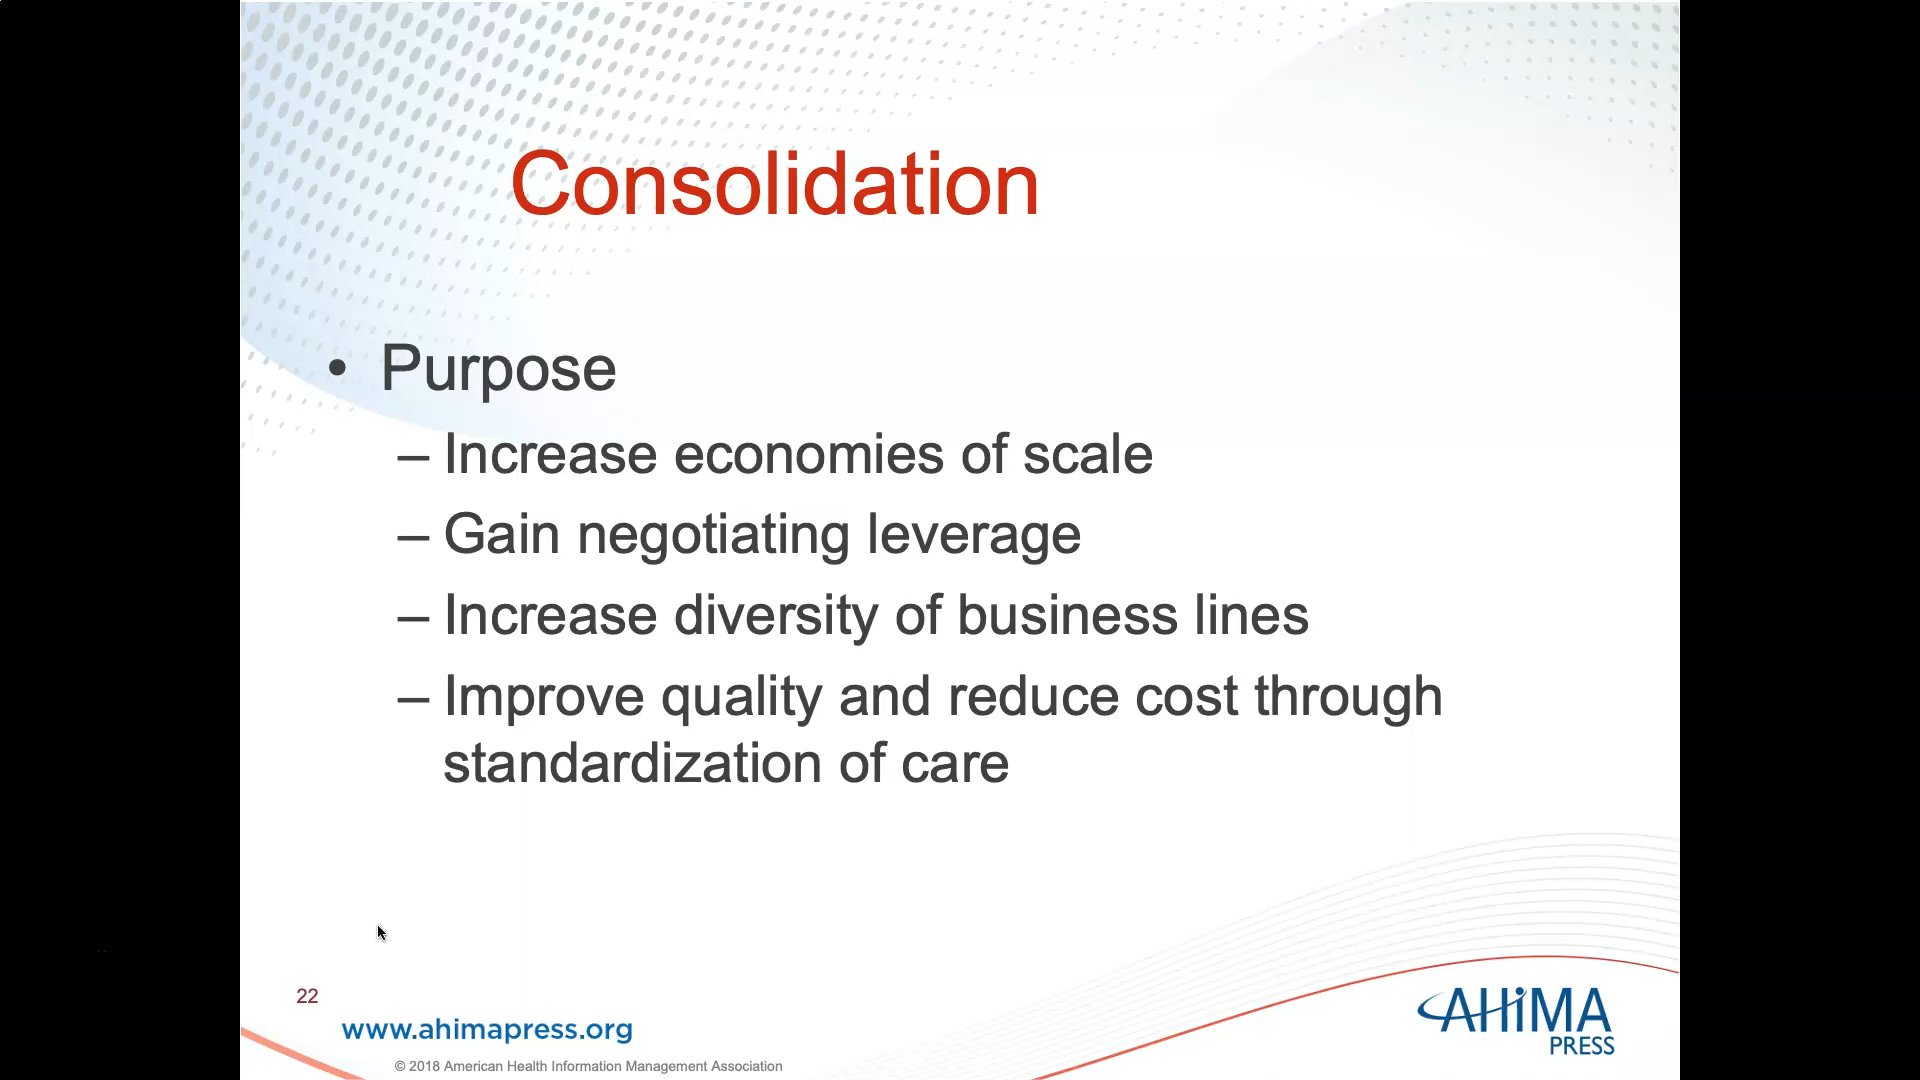 Consolidation
• Purpose
– Increase economies of scale
– Gain negotiating leverage
– Increase diversity of business lines
– Improve quality and reduce cost through
standardization of care
22
www.ahimapress.org
© 2018 American Health Information Management Association
AHiMA
PRESS